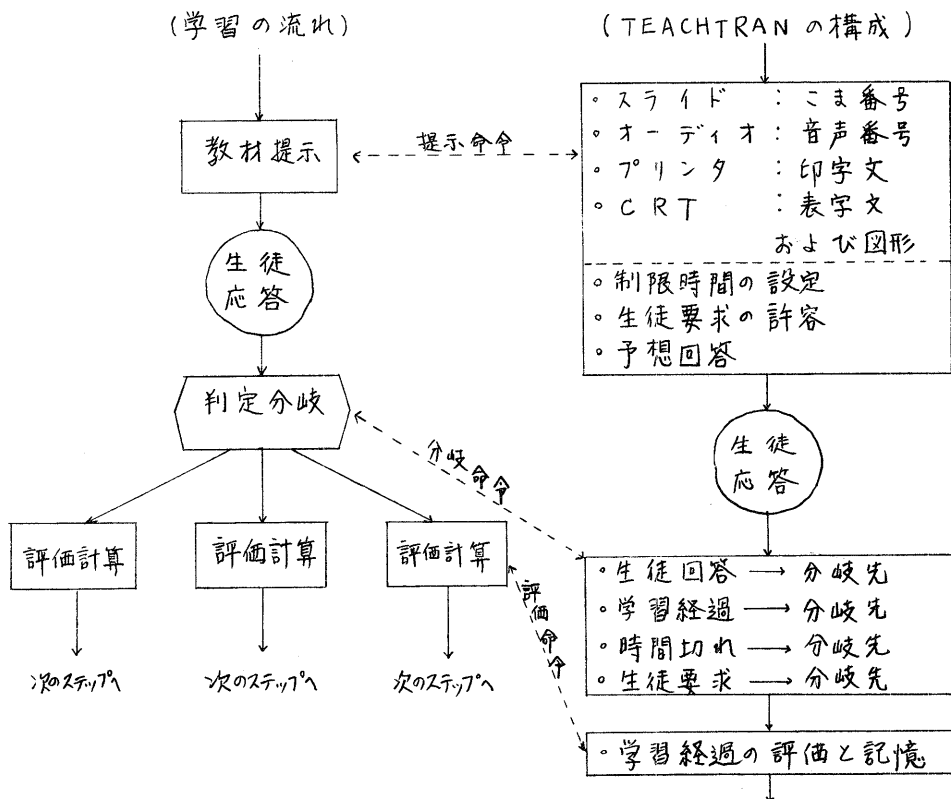 (学習の流れ)
教材提示
生徒
応答
判定分岐
評価計算
評価計算
評価計算
次のステップへ
次のステップへ
次のステップへ
提示命令
分岐命令
評価命令
(TEACHTRANの構成)
・スライド : こま番号
・オーディオ : 音声番号
・プリンタ : 印字文
・CRT : 表字文
および図形
・制限時間の設定
・生徒要求の許容
・予想回答
生徒
応答
・生徒回答 → 分岐先
・学習経過 → 分岐先
・時間切れ → 分岐先
・生徒要求 → 分岐先
・学習経過の評価と記憶